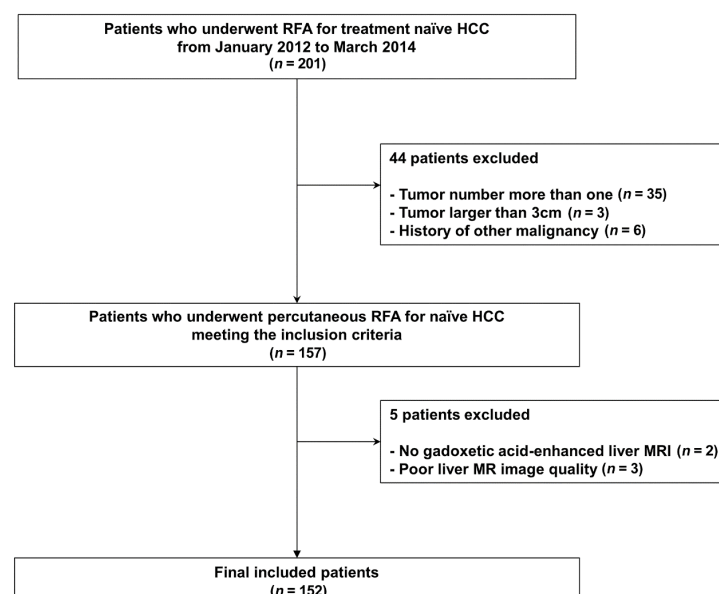 Patients who underwent RFA for treatment naïve HCC
from January 2012 to March 2014
(n = 201)
44 patients excluded
- Tumor number more than one (n = 35)
- Tumor larger than 3cm (n = 3)
- History of other malignancy (n = 6)
Patients who underwent percutaneous RFA for naïve HCC
meeting the inclusion criteria
(n = 157)
5 patients excluded
- No gadoxetic acid-enhanced liver MRI (n = 2)
- Poor liver MR image quality (n = 3)
Final included patients
(n = 152)